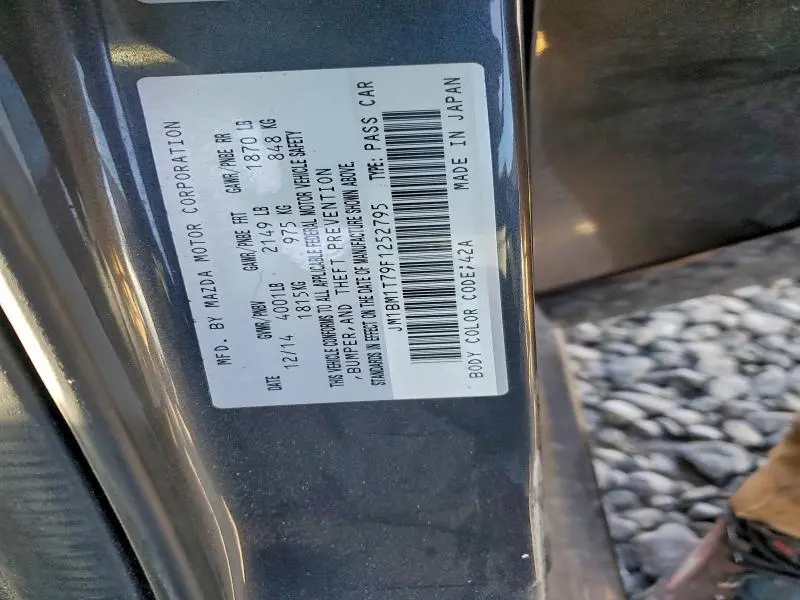 MFD. BY MAZDA MOTOR CORPORATION
DATE GVWR/PNBV GAWR/PNBE FRT GAWR/PNBE RR
12/14 4001LB 2149 LB 1870 LB
1815KG 975 KG 848 KG
THIS VEHICLE CONFORMS TO ALL APPLICABLE FEDERAL MOTOR VEHICLE SAFETY
/BUMPER,AND THEFT PREVENTION
STANDARDS IN EFFECT ON THE DATE OF MANUFACTURE SHOWN ABOVE.
JM1BM1T79F1252795 TYPE: PASS CAR
BODY COLOR CODE;42A MADE IN JAPAN